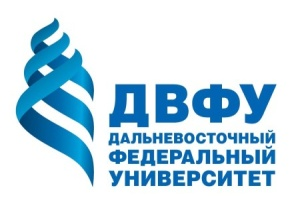 ДВФУ
ДАЛЬНЕВОСТОЧНЫЙ
ФЕДЕРАЛЬНЫЙ
УНИВЕРСИТЕТ